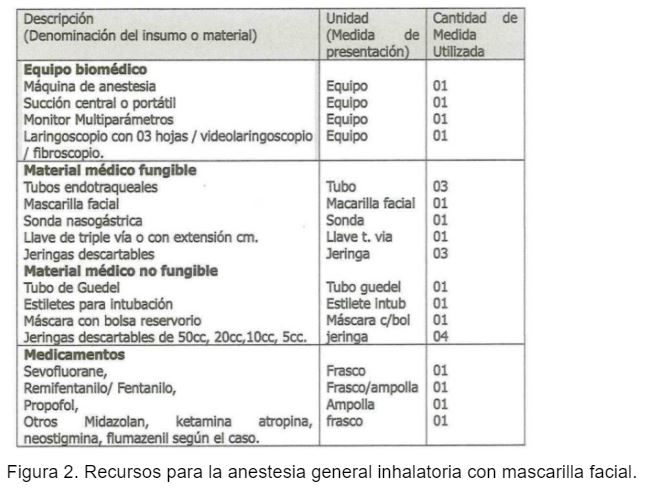 Descripción Unidad Cantidad de
(Denominación del insumo o material) (Medida de Medida
presentación) Utilizada
Equipo biomédico
Máquina de anestesia Equipo 01
Succión central o portátil Equipo 01
Monitor Multiparámetros Equipo 01
Laringoscopio con 03 hojas / videolaringoscopio Equipo 01
/ fibroscopio.
Material médico fungible
Tubos endotraqueales Tubo 03
Mascarilla facial Macarilla facial 01
Sonda nasogástrica Sonda 01
Llave de triple vía o con extensión cm. Llave t. via 01
Jeringas descartables Jeringa 03
Material médico no fungible
Tubo de Guedel Tubo guedel 01
Estiletes para intubación Estilete intub 01
Máscara con bolsa reservorio Máscara c/bol 01
Jeringas descartables de 50cc, 20cc,10cc, 5cc. jeringa 04
Medicamentos
Sevofluorane, Frasco 01
Remifentanilo/ Fentanilo, Frasco/ampolla 01
Propofol, Ampolla 01
Otros Midazolan, ketamina atropina, frasco 01
neostigmina, flumazenil según el caso.
Figura 2. Recursos para la anestesia general inhalatoria con mascarilla facial.